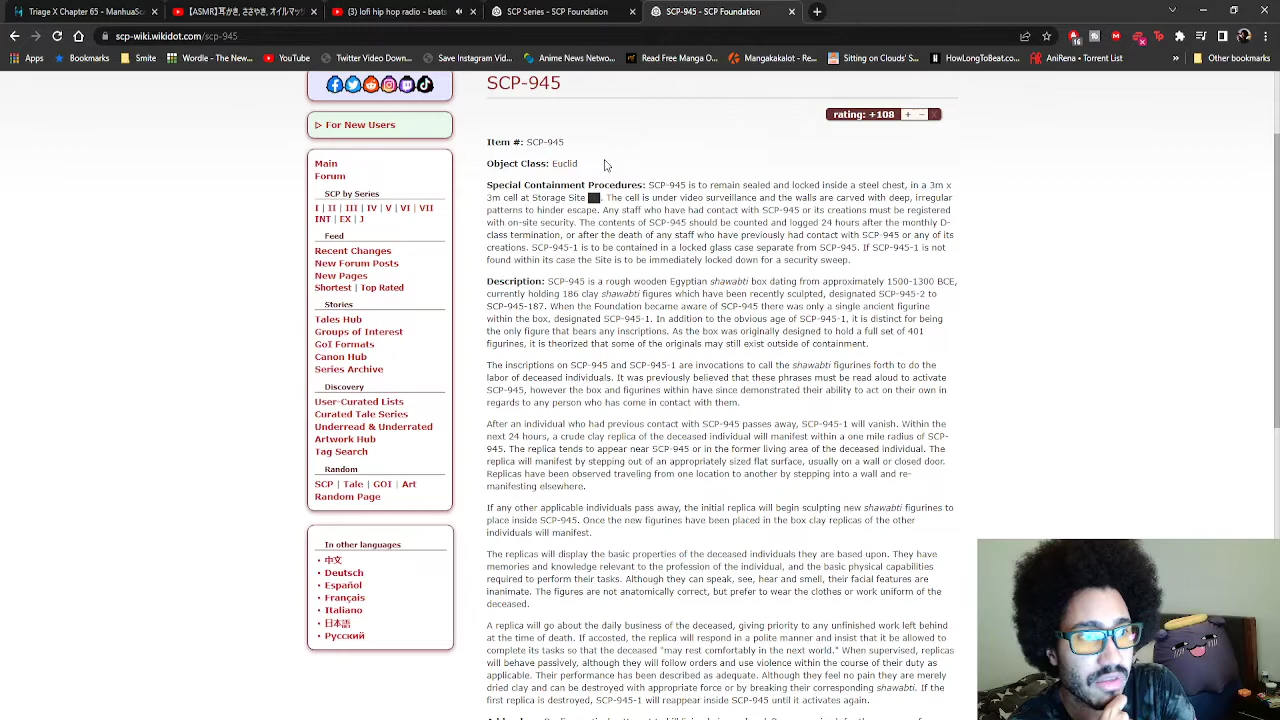 Triage X Chapter 65 - ManhuaSc
【ASMR】耳かき、ささやき、オイルマッ
(3) lofi hip hop radio - beats
SCP Series - SCP Foundation
SCP-945 - SCP Foundation
scp-wiki.wikidot.com/scp-945
16
Apps
Bookmarks
Smite
Wordle - The New...
YouTube
Twitter Video Down...
Save Instagram Vid...
Anime News Networ...
Read Free Manga O...
Mangakakalot - Re...
Sitting on Clouds' S...
HowLongToBeat.co...
AniRena - Torrent List
»
Other bookmarks
▷ For New Users
Main
Forum
SCP by Series
I | II | III | IV | V | VI | VII
INT | EX | J
Feed
Recent Changes
New Forum Posts
New Pages
Shortest | Top Rated
Stories
Tales Hub
Groups of Interest
GoI Formats
Canon Hub
Series Archive
Discovery
User-Curated Lists
Curated Tale Series
Underread & Underrated
Artwork Hub
Tag Search
Random
SCP | Tale | GOI | Art
Random Page
In other languages
中文
Deutsch
Español
Français
Italiano
日本語
Русский
SCP-945
rating: +108 + – X
Item #: SCP-945
Object Class: Euclid
Special Containment Procedures: SCP-945 is to remain sealed and locked inside a steel chest, in a 3m x
3m cell at Storage Site ██. The cell is under video surveillance and the walls are carved with deep, irregular
patterns to hinder escape. Any staff who have had contact with SCP-945 or its creations must be registered
with on-site security. The contents of SCP-945 should be counted and logged 24 hours after the monthly D-
class termination, or after the death of any staff who have previously had contact with SCP-945 or any of its
creations. SCP-945-1 is to be contained in a locked glass case separate from SCP-945. If SCP-945-1 is not
found within its case the Site is to be immediately locked down for a security sweep.
Description: SCP-945 is a rough wooden Egyptian shawabti box dating from approximately 1500-1300 BCE,
currently holding 186 clay shawabti figures which have been recently sculpted, designated SCP-945-2 to
SCP-945-187. When the Foundation became aware of SCP-945 there was only a single ancient figurine
within the box, designated SCP-945-1. In addition to the obvious age of SCP-945-1, it is distinct for being
the only figure that bears any inscriptions. As the box was originally designed to hold a full set of 401
figurines, it is theorized that some of the originals may still exist outside of containment.
The inscriptions on SCP-945 and SCP-945-1 are invocations to call the shawabti figures forth to do the
labor of deceased individuals. It was previously believed that these phrases must be read aloud to activate
SCP-945, however the box and figurines within have since demonstrated their ability to act on their own in
regards to any person who has come in contact with them.
After an individual who had previous contact with SCP-945 passes away, SCP-945-1 will vanish. Within the
next 24 hours, a crude clay replica of the deceased individual will manifest within a one mile radius of SCP-
945. The replica tends to appear near SCP-945 or in the former living area of the deceased individual.
The replica will manifest by stepping out of an appropriately sized flat surface, usually on a wall or closed door.
Replicas have been observed traveling from one location to another by stepping into a wall and re-
manifesting elsewhere.
If any other applicable individuals pass away, the initial replica will begin sculpting new shawabti figurines to
place inside SCP-945. Once the new figurines have been placed in the box clay replicas of the other
individuals will manifest.
The replicas will display the basic properties of the deceased individuals they are based upon. They have
memories and knowledge relevant to the profession of the individual, and the basic physical capabilities
required to perform their tasks. Although they can speak, see, hear and smell, their facial features are
inanimate. The figures are not anatomically correct, but prefer to wear the clothes or work uniform of the
deceased.
A replica will go about the daily business of the deceased, giving priority to any unfinished work left behind
at the time of death. If accosted, the replica will respond in a polite manner and insist that it be allowed to
complete its tasks so that the deceased "may rest comfortably in the next world." When supervised, replicas
will behave passively, although they will follow orders and use violence within the course of their duty as
applicable. Their performance has been described as adequate. Although they feel no pain they are merely
dried clay and can be destroyed with appropriate force or by breaking their corresponding shawabti. If the
first replica is destroyed, SCP-945-1 will reappear inside SCP-945 until it activates again.